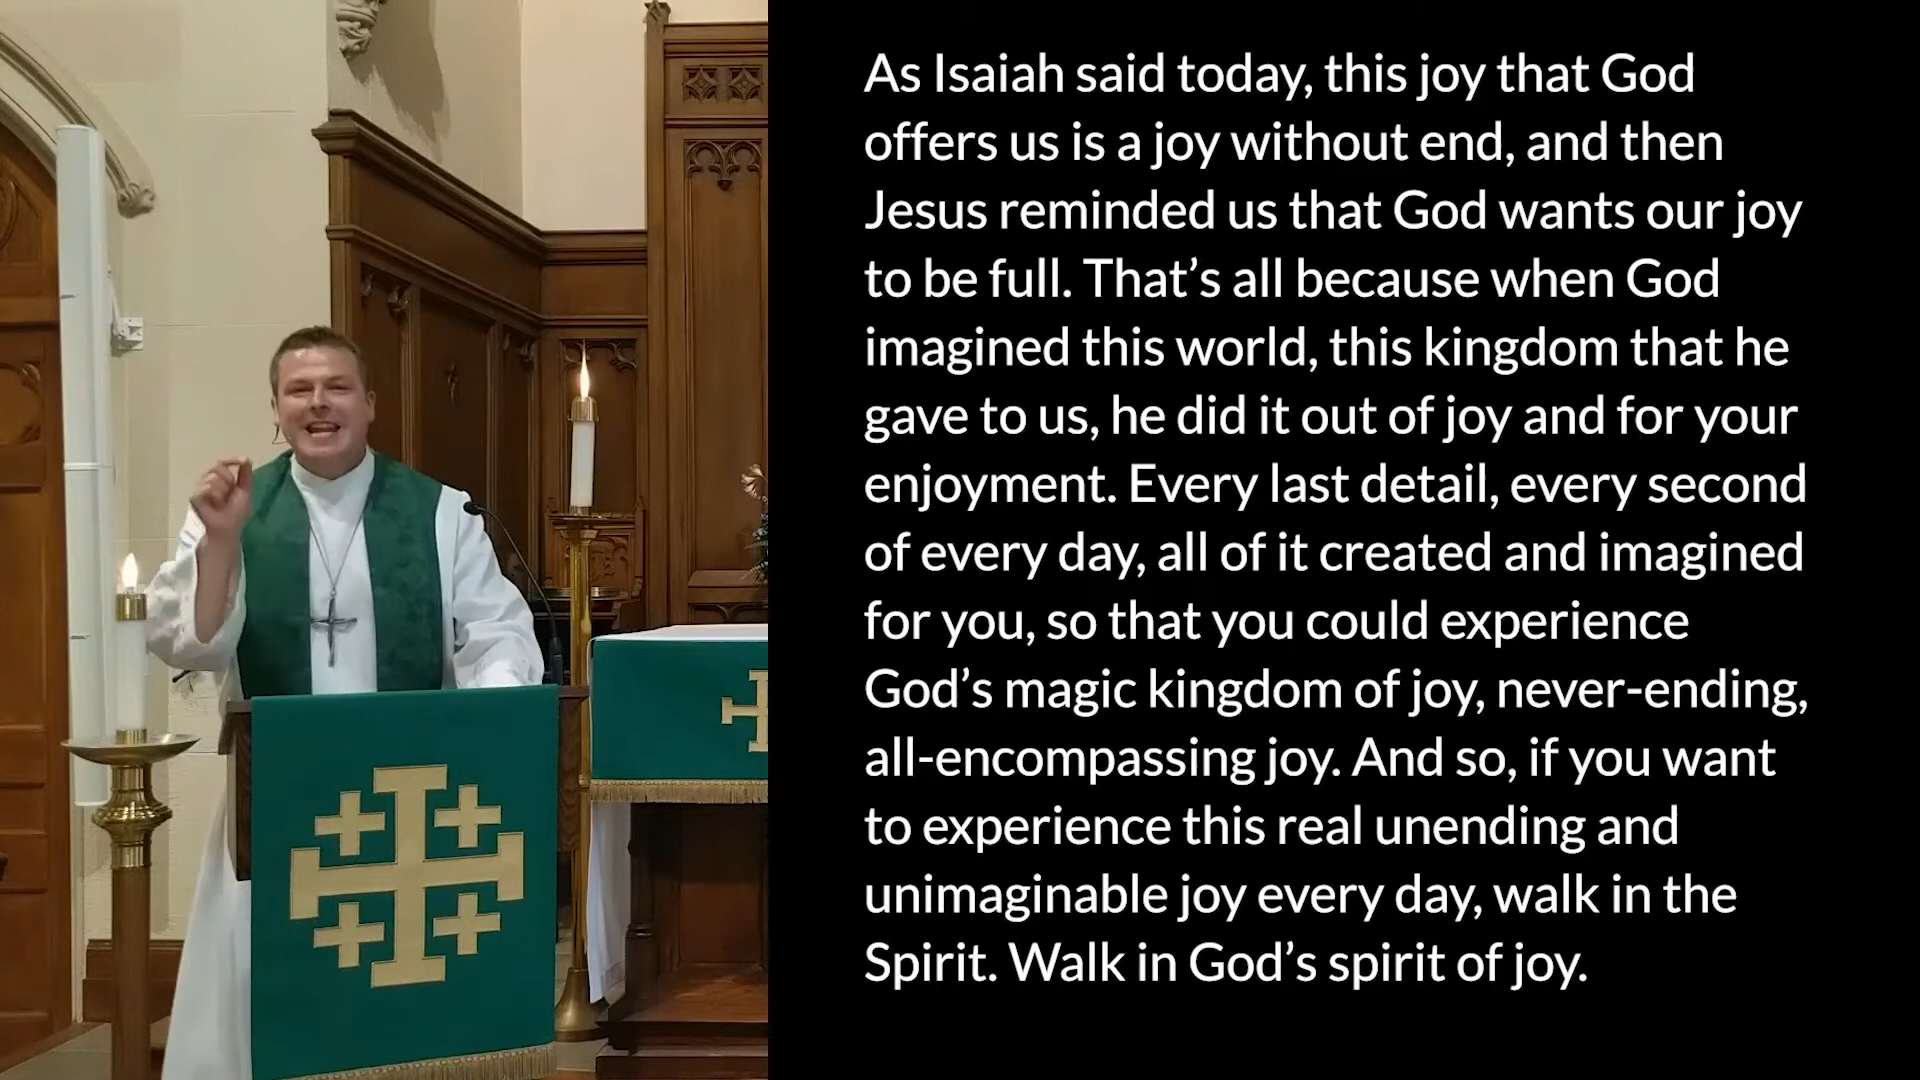 As Isaiah said today, this joy that God
offers us is a joy without end, and then
Jesus reminded us that God wants our joy
to be full. That’s all because when God
imagined this world, this kingdom that he
gave to us, he did it out of joy and for your
enjoyment. Every last detail, every second
of every day, all of it created and imagined
for you, so that you could experience
God’s magic kingdom of joy, never-ending,
all-encompassing joy. And so, if you want
to experience this real unending and
unimaginable joy every day, walk in the
Spirit. Walk in God’s spirit of joy.